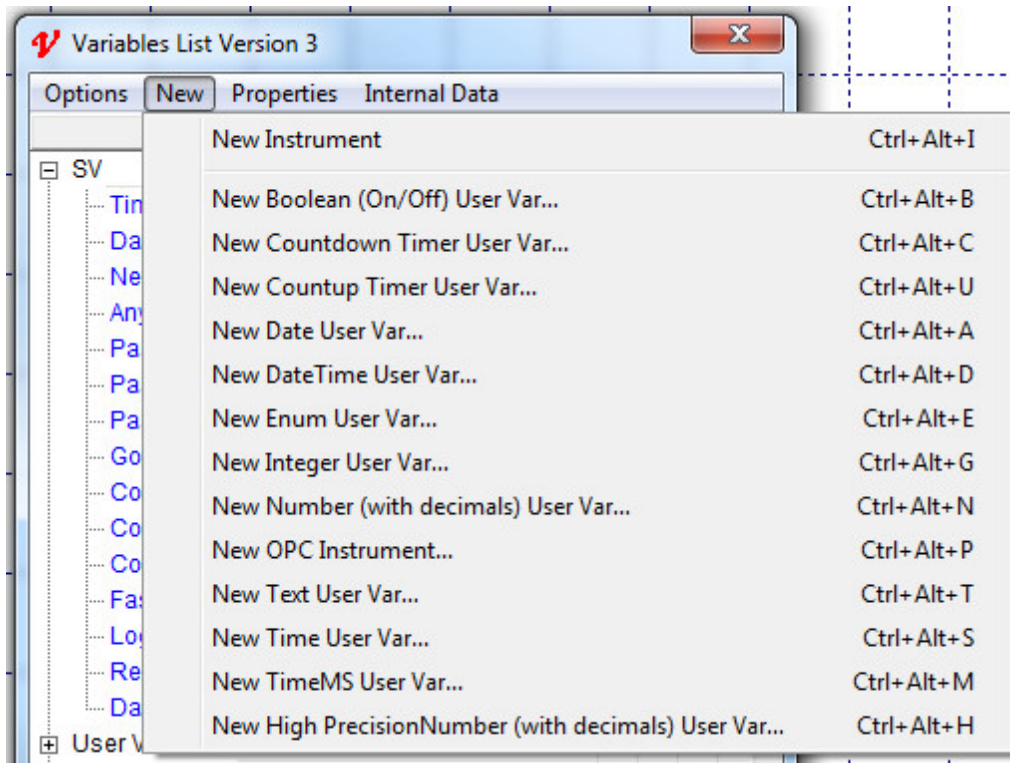 Variables List Version 3
Options New Properties Internal Data
New Instrument Ctrl+Alt+I
SV
New Boolean (On/Off) User Var... Ctrl+Alt+B
New Countdown Timer User Var... Ctrl+Alt+C
New Countup Timer User Var... Ctrl+Alt+U
New Date User Var... Ctrl+Alt+A
New DateTime User Var... Ctrl+Alt+D
New Enum User Var... Ctrl+Alt+E
New Integer User Var... Ctrl+Alt+G
New Number (with decimals) User Var... Ctrl+Alt+N
New OPC Instrument... Ctrl+Alt+P
New Text User Var... Ctrl+Alt+T
New Time User Var... Ctrl+Alt+S
New TimeMS User Var... Ctrl+Alt+M
User New High PrecisionNumber (with decimals) User Var... Ctrl+Alt+H